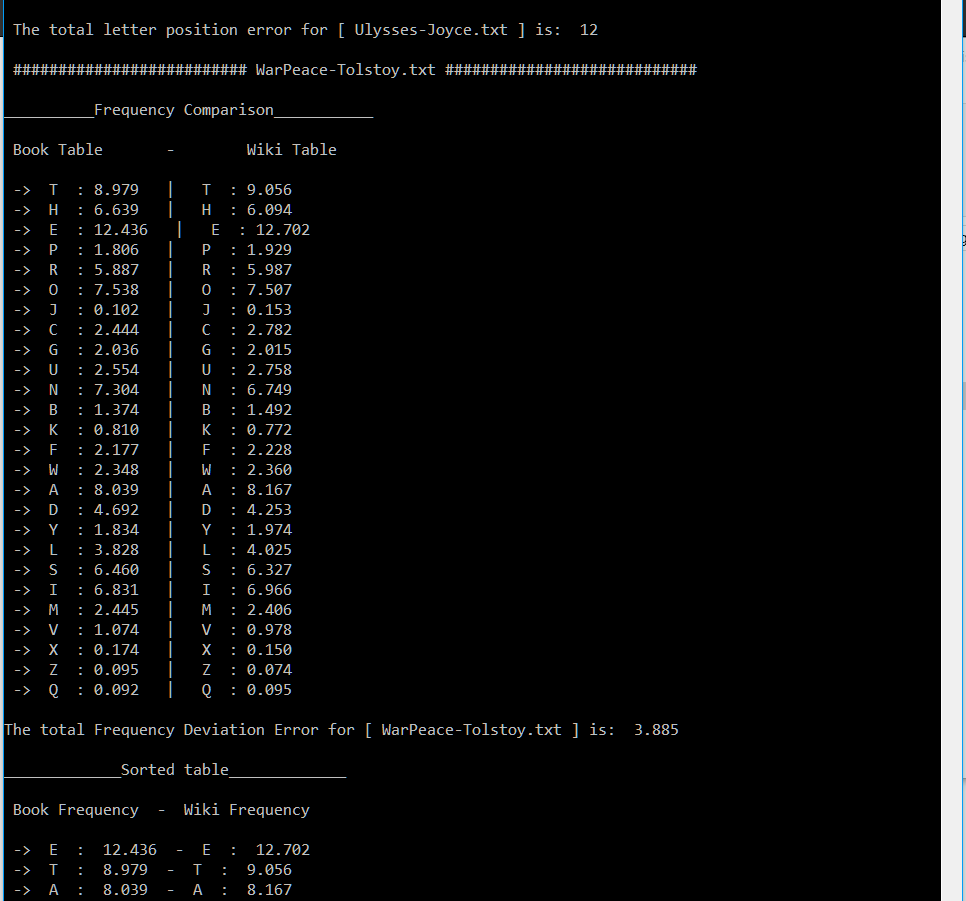 The total letter position error for [ Ulysses-Joyce.txt ] is:  12
########################## WarPeace-Tolstoy.txt ############################
__________Frequency Comparison___________
Book Table       -        Wiki Table
->  T  : 8.979   |   T  : 9.056
->  H  : 6.639   |   H  : 6.094
->  E  : 12.436   |   E  : 12.702
->  P  : 1.806   |   P  : 1.929
->  R  : 5.887   |   R  : 5.987
->  O  : 7.538   |   O  : 7.507
->  J  : 0.102   |   J  : 0.153
->  C  : 2.444   |   C  : 2.782
->  G  : 2.036   |   G  : 2.015
->  U  : 2.554   |   U  : 2.758
->  N  : 7.304   |   N  : 6.749
->  B  : 1.374   |   B  : 1.492
->  K  : 0.810   |   K  : 0.772
->  F  : 2.177   |   F  : 2.228
->  W  : 2.348   |   W  : 2.360
->  A  : 8.039   |   A  : 8.167
->  D  : 4.692   |   D  : 4.253
->  Y  : 1.834   |   Y  : 1.974
->  L  : 3.828   |   L  : 4.025
->  S  : 6.460   |   S  : 6.327
->  I  : 6.831   |   I  : 6.966
->  M  : 2.445   |   M  : 2.406
->  V  : 1.074   |   V  : 0.978
->  X  : 0.174   |   X  : 0.150
->  Z  : 0.095   |   Z  : 0.074
->  Q  : 0.092   |   Q  : 0.095
The total Frequency Deviation Error for [ WarPeace-Tolstoy.txt ] is:  3.885
_____________Sorted table_____________
Book Frequency  -  Wiki Frequency
->  E  :  12.436  -  E  :  12.702
->  T  :  8.979  -  T  :  9.056
->  A  :  8.039  -  A  :  8.167